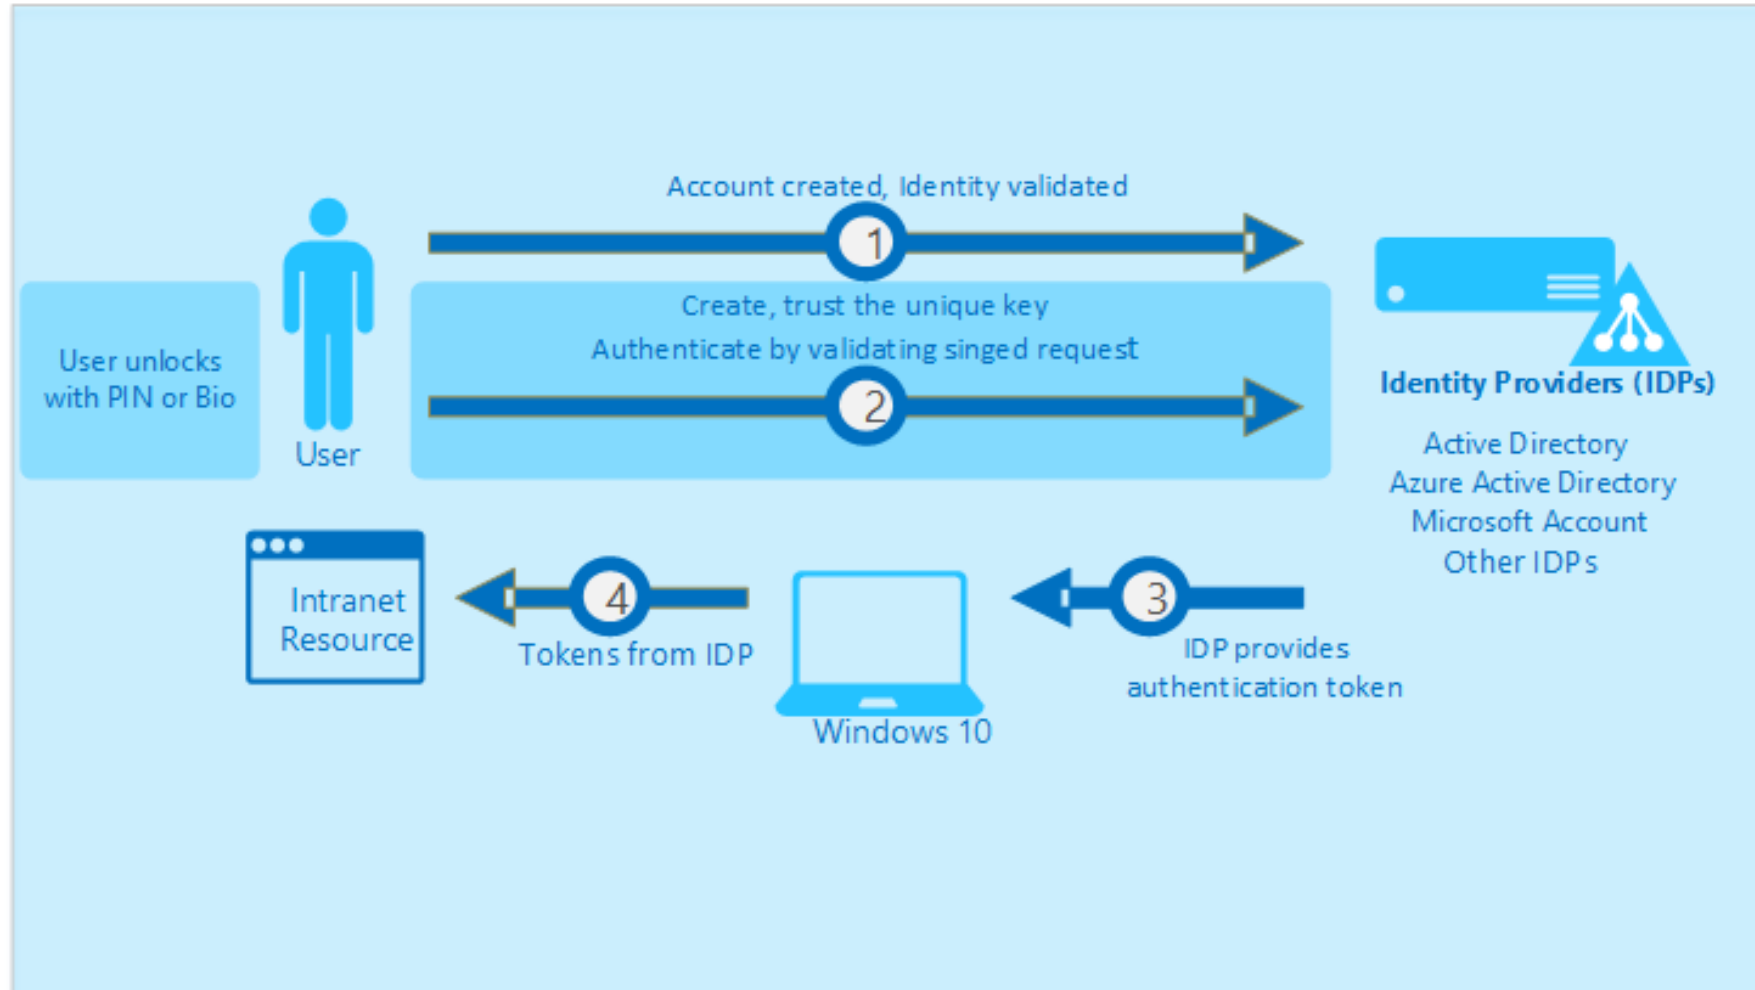 Account created, Identity validated
1
Create, trust the unique key
Authenticate by validating singed request
2
User unlocks
with PIN or Bio
User
Identity Providers (IDPs)
Active Directory
Azure Active Directory
Microsoft Account
Other IDPs
Intranet
Resource
4
Tokens from IDP
Windows 10
3
IDP provides
authentication token